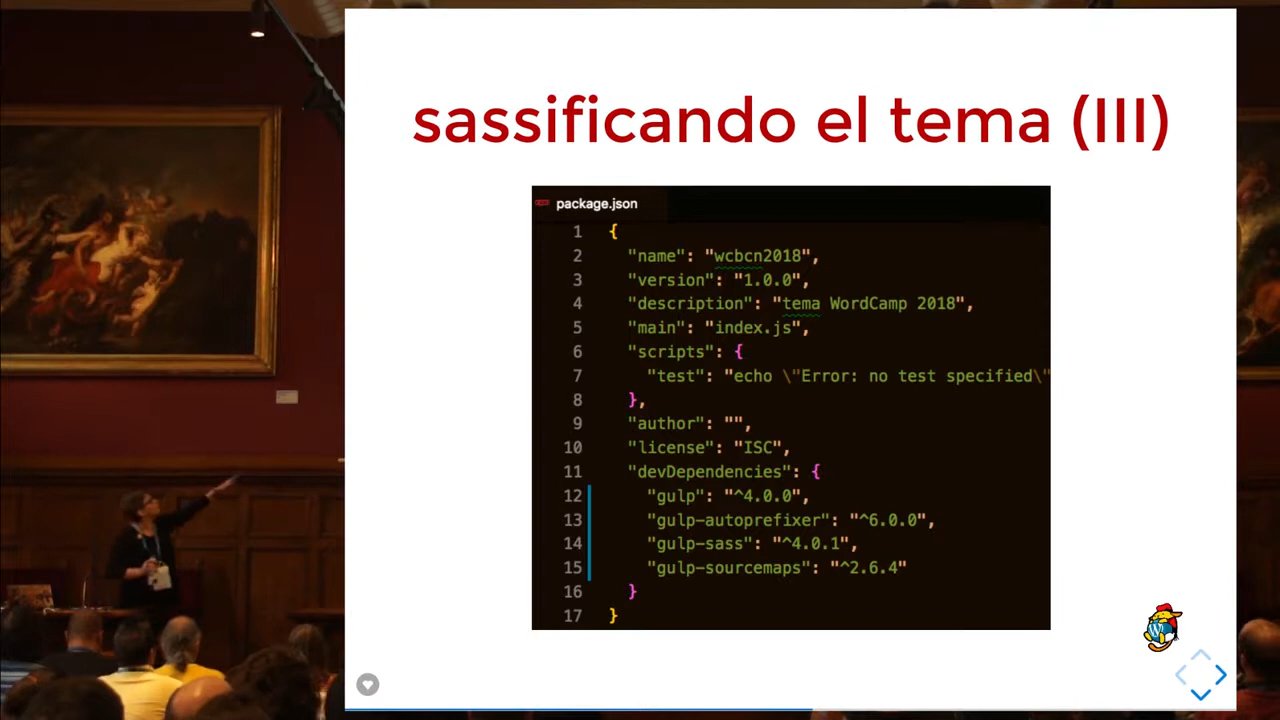 sassificando el tema (III)
package.json
1 {
2 "name": "wcbcn2018",
3 "version": "1.0.0",
4 "description": "tema WordCamp 2018",
5 "main": "index.js",
6 "scripts": {
7 "test": "echo \"Error: no test specified\"
8 },
9 "author": "",
10 "license": "ISC",
11 "devDependencies": {
12 "gulp": "^4.0.0",
13 "gulp-autoprefixer": "^6.0.0",
14 "gulp-sass": "^4.0.1",
15 "gulp-sourcemaps": "^2.6.4"
16 }
17 }